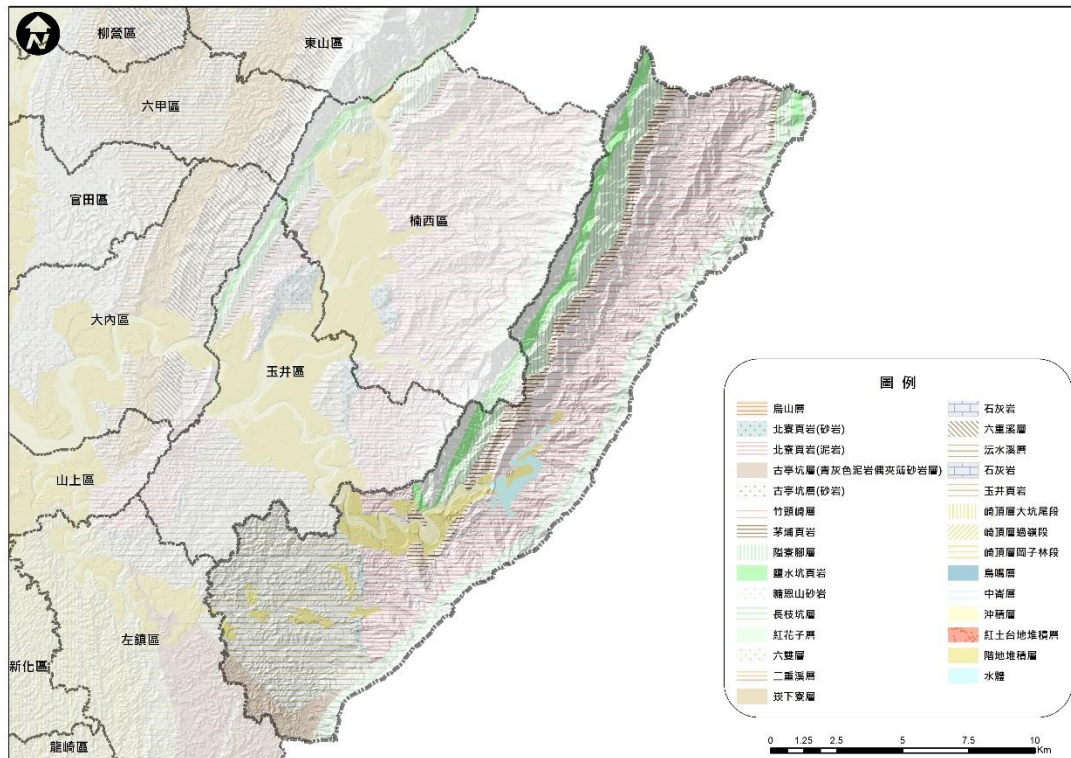 N
柳營區
東山區
六甲區
官田區
楠西區
大內區
玉井區
山上區
左鎮區
新化區
龍崎區
圖例
烏山層
北寮頁岩(砂岩)
北寮頁岩(泥岩)
古亭坑層(青灰色泥岩偶夾薄砂岩層)
古亭坑層(砂岩)
竹頭崎層
茅埔頁岩
隘寮腳層
鹽水坑頁岩
糖恩山砂岩
長枝坑層
紅花子層
六雙層
二重溪層
崁下寮層
石灰岩
六重溪層
沄水溪層
石灰岩
玉井頁岩
崎頂層大坑尾段
崎頂層過嶺段
崎頂層岡子林段
烏嘴層
中崙層
沖積層
紅土台地堆積層
階地堆積層
水體
0 1.25 2.5 5 7.5 10
Km